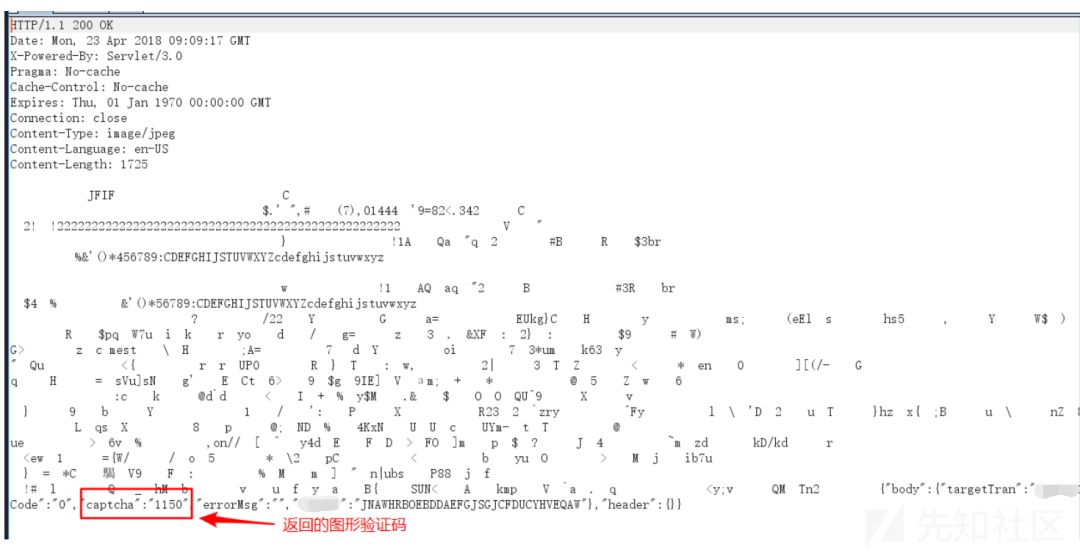 HTTP/1.1 200 OK
Date: Mon, 23 Apr 2018 09:09:17 GMT
X-Powered-By: Servlet/3.0
Pragma: No-cache
Cache-Control: No-cache
Expires: Thu, 01 Jan 1970 00:00:00 GMT
Connection: close
Content-Type: image/jpeg
Content-Language: en-US
Content-Length: 1725
JFIF C
$.' ",# (7),01444 '9=82<.342 C
V "
} !1A Qa "q 2 #B R $3br
%&'()*456789:CDEFGHIJSTUVWXYZcdefghijstuvwxyz
w !1 AQ aq "2 B #3R br
$4 % &'()*56789:CDEFGHIJSTUVWXYZcdefghijstuvwxyz
? /22 Y G a= EUkg}C H y ms; (eEl s hs5 , Y W$ )
R $pq W7u i k r yo d / g= z 3 . &XF : 2} : $9 # W)
G> z c mest \ H ;A= 7 d Y oi 7 3*um k63 y
" Qu <{ r r UP0 R } T : w, 2| 3 T Z < * en 0 ][(/- G
q H = sVu]sN g' E Ct 6> 9 $g 9IE] V m; + * @ 5 Z w 6
:c k @d`d < I + % y$M .& $ O O QU^9 X v
} 9 b Y 1 / ': P X R23 2 `zry ^Fy l \ 'D 2 u T }hz x{ ;B u \ nZ 8
L qs X 8 p @; ND % 4KxN U U c UYm- t T @
ue > 6v % ,on// [ ^ y4d E F D > FO ]m p $ ? J 4 ~m zd kD/kd r
<ew 1 ={W/ / o 5 * \2 pC < b yu O > M j ib7u
} = *C V9 F : % M m ] " n|ubs P88 j f
!# l Q _ hM b v u f y a B{ SUN< A kmp V `a . q <y;v QM Tn2 {"body":{"targetTran":"
Code":"0","captcha":"1150","errorMsg":""," ":"JNAWHRBOEBDDAEFGJSGJCFDUCYHVEQAW"},"header":{}}
返回的图形验证码
先知社区